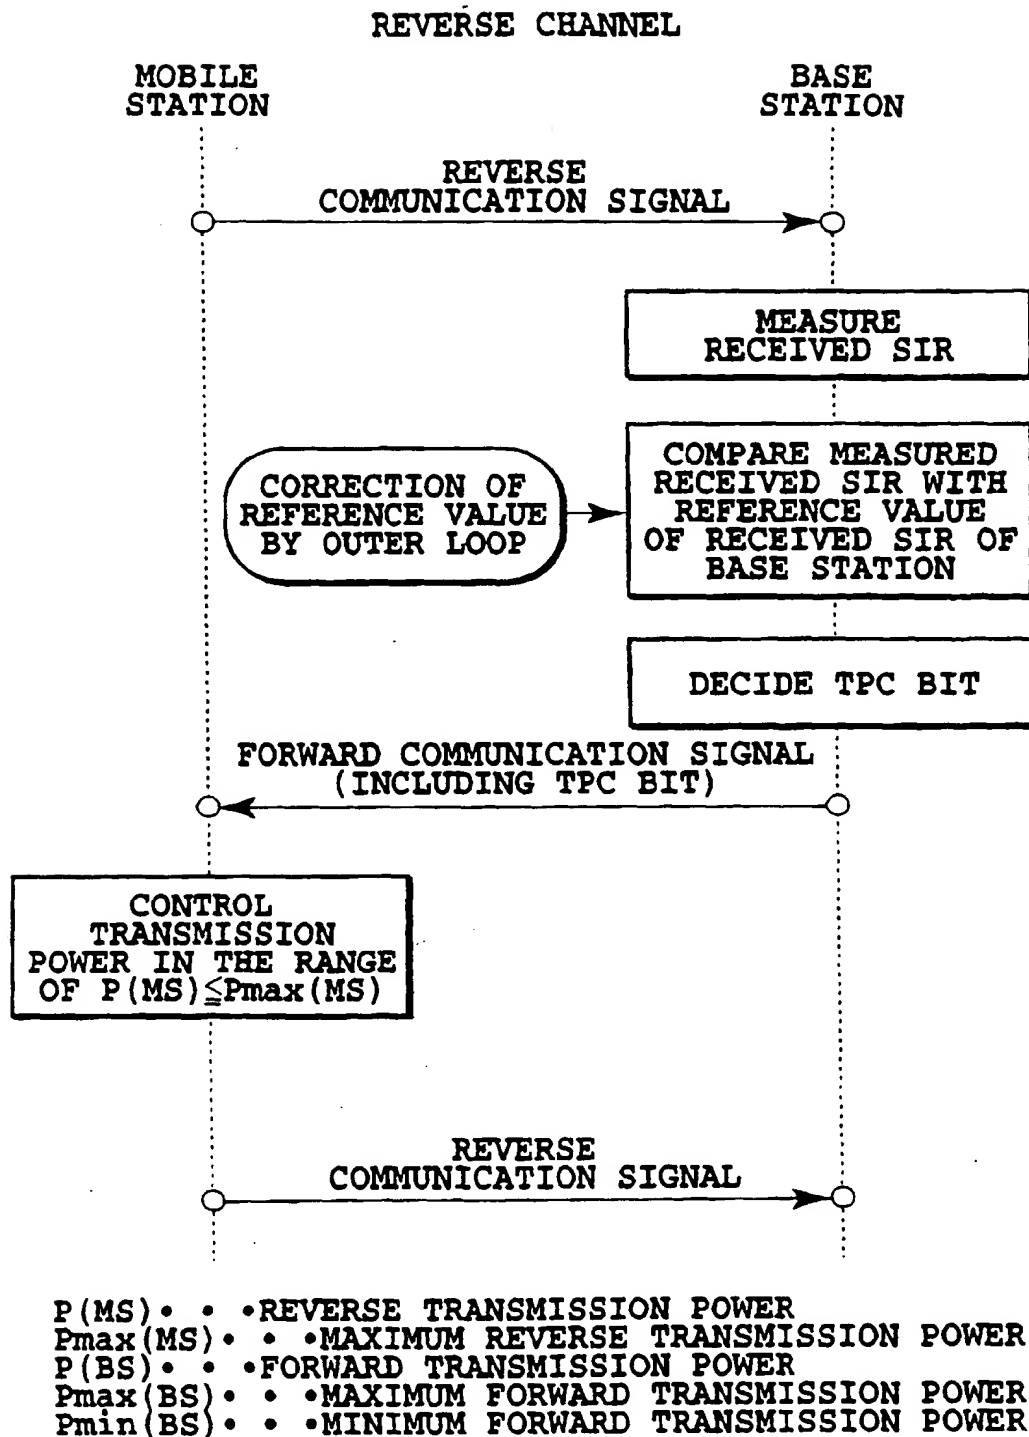 REVERSE CHANNEL
MOBILE
STATION
BASE
STATION
REVERSE
COMMUNICATION SIGNAL
MEASURE
RECEIVED SIR
CORRECTION OF
REFERENCE VALUE
BY OUTER LOOP
COMPARE MEASURED
RECEIVED SIR WITH
REFERENCE VALUE
OF RECEIVED SIR OF
BASE STATION
DECIDE TPC BIT
FORWARD COMMUNICATION SIGNAL
(INCLUDING TPC BIT)
CONTROL
TRANSMISSION
POWER IN THE RANGE
OF P(MS)≦Pmax(MS)
REVERSE
COMMUNICATION SIGNAL
P(MS)• • •REVERSE TRANSMISSION POWER
Pmax(MS)• • •MAXIMUM REVERSE TRANSMISSION POWER
P(BS)• • •FORWARD TRANSMISSION POWER
Pmax(BS)• • •MAXIMUM FORWARD TRANSMISSION POWER
Pmin(BS)• • •MINIMUM FORWARD TRANSMISSION POWER